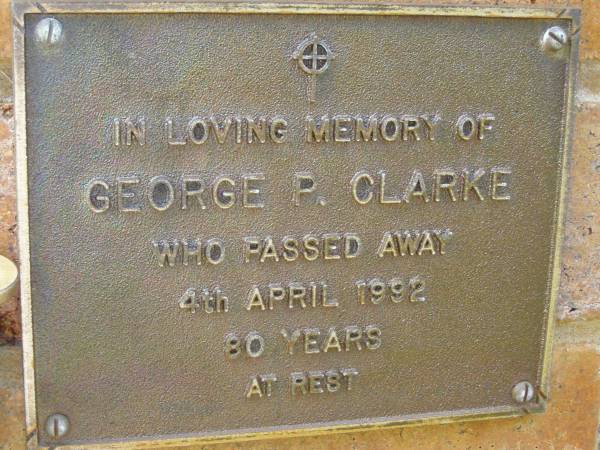 IN LOVING MEMORY OF
GEORGE P. CLARKE
WHO PASSED AWAY
4th APRIL 1992
80 YEARS
AT REST